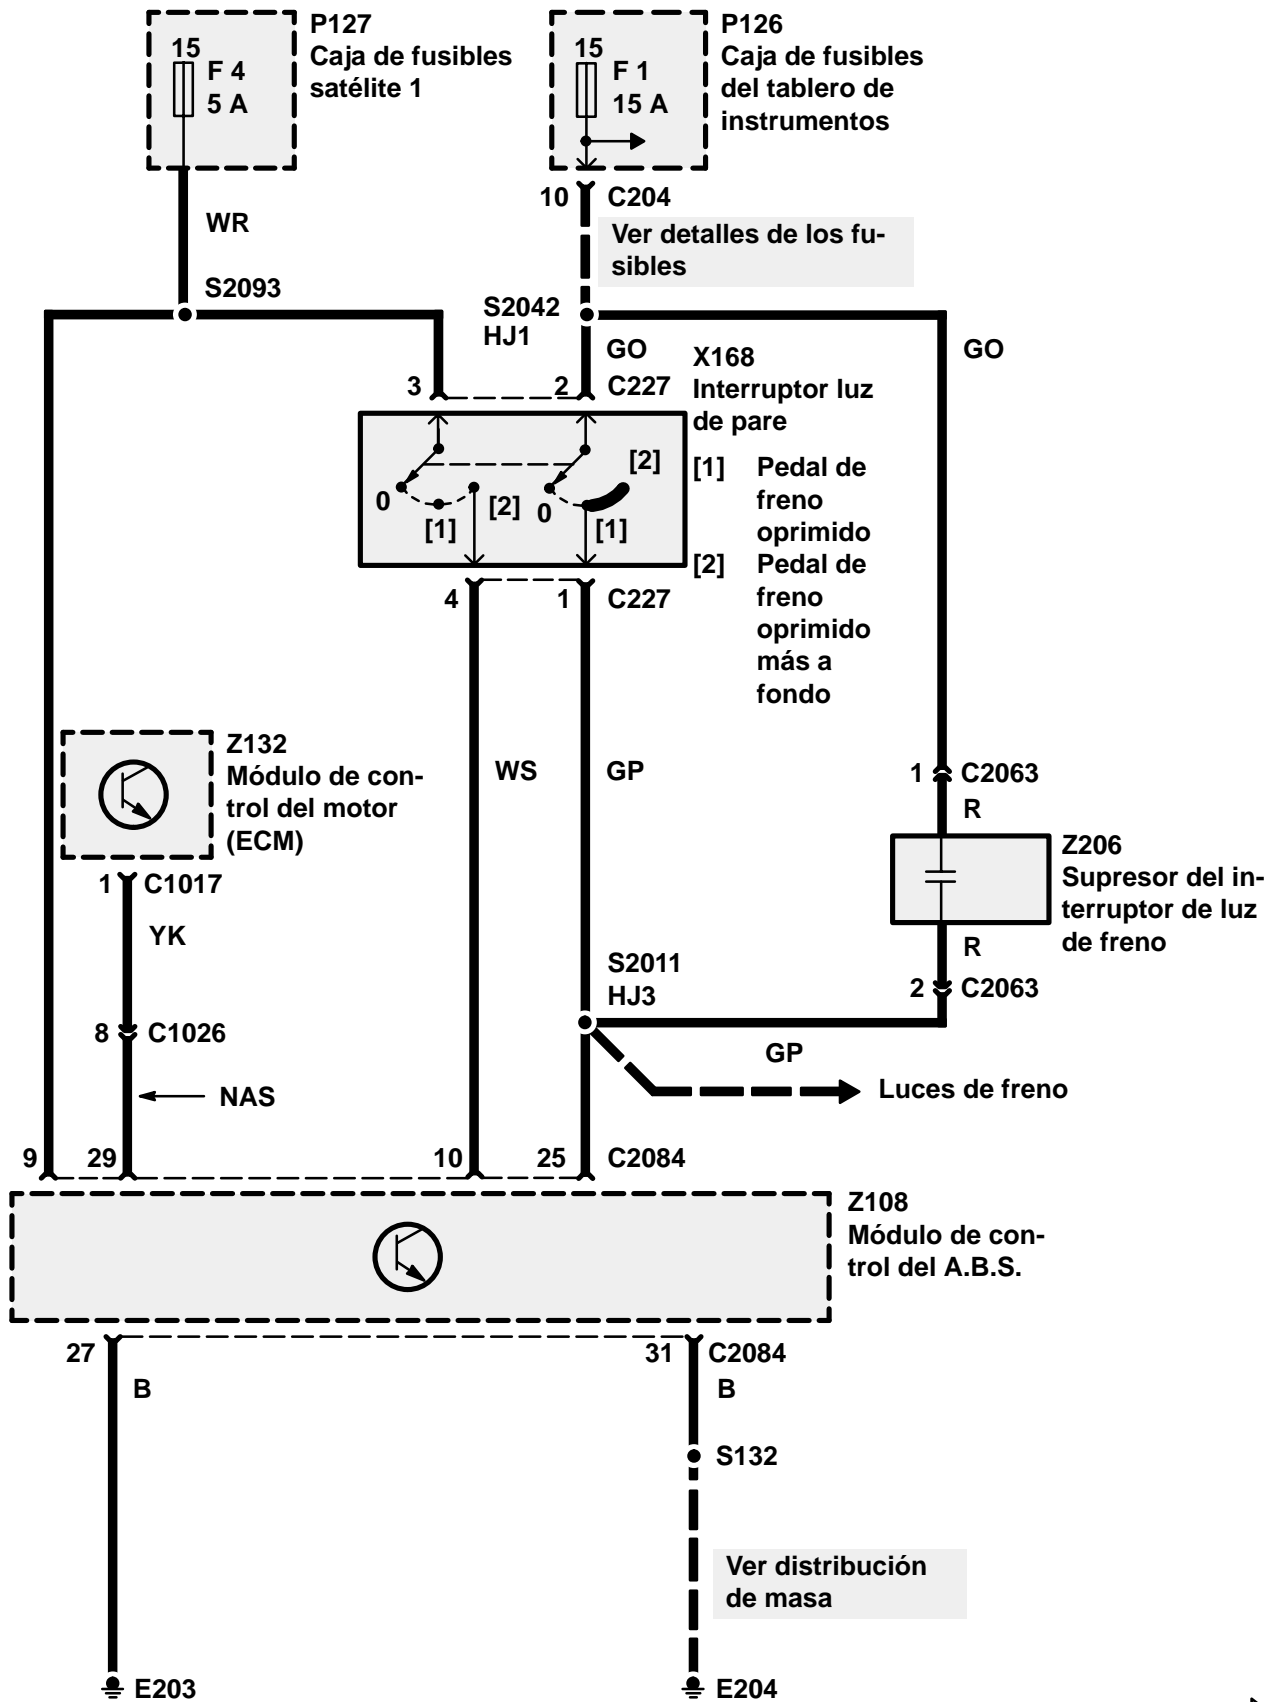 P127
Caja de fusibles
satélite 1
15
F 4
5 A
P126
Caja de fusibles
del tablero de
instrumentos
15
F 1
15 A
10
C204
WR
Ver detalles de los fu-
sibles
S2093
S2042
HJ1
GO
GO
X168
Interruptor luz
de pare
3
2
C227
[1] Pedal de
freno
oprimido
[2] Pedal de
freno
oprimido
más a
fondo
0
[1]
[2]
0
[1]
[2]
4
1
C227
Z132
Módulo de con-
trol del motor
(ECM)
WS
GP
1
C2063
R
Z206
Supresor del in-
terruptor de luz
de freno
R
2
C2063
1
C1017
YK
S2011
HJ3
8
C1026
GP
NAS
Luces de freno
9
29
10
25
C2084
Z108
Módulo de con-
trol del A.B.S.
27
31
C2084
B
B
S132
Ver distribución
de masa
E203
E204